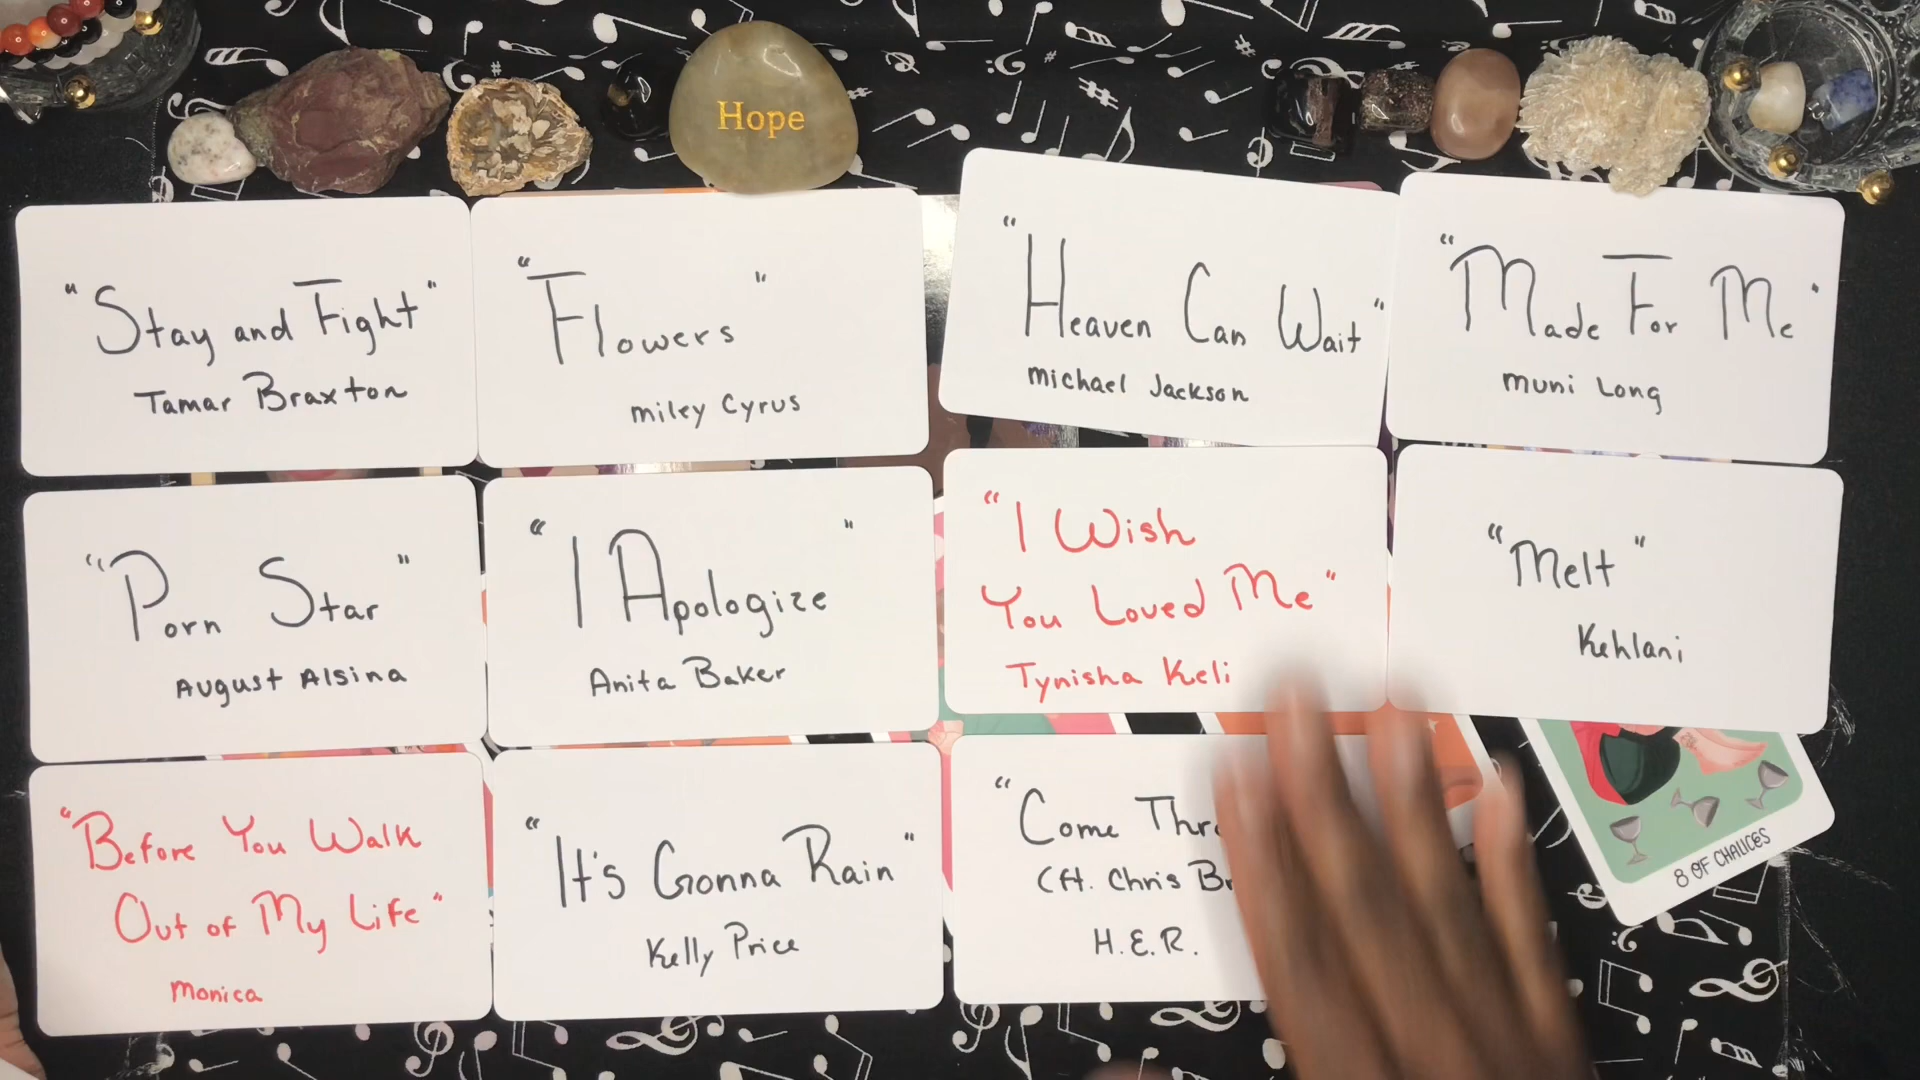 Hope
"Stay and Fight"
Tamar Braxton
"Flowers"
Miley Cyrus
"Heaven Can Wait"
Michael Jackson
"Made For Me"
Muni Long
"Porn Star"
August Alsina
"I Apologize"
Anita Baker
"I Wish
You Loved Me"
Tynisha Keli
"Melt"
Kehlani
"Before You Walk
Out of My Life"
Monica
"It's Gonna Rain"
Kelly Price
"Come
(ft. Chris
H.E.R.
8 OF CHALICES